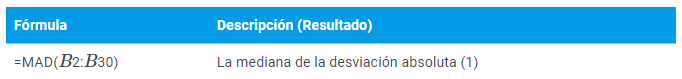 Fórmula Descripción (Resultado)
=MAD(B2:B30) La mediana de la desviación absoluta (1)